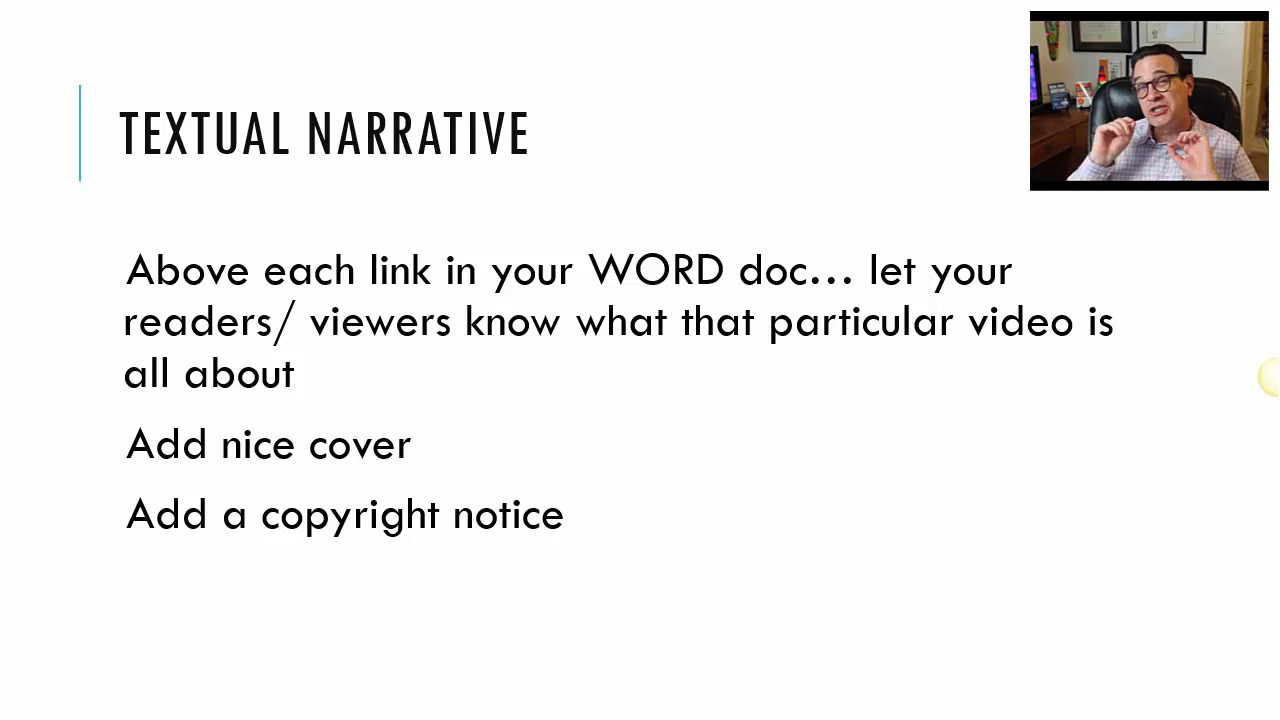 TEXTUAL NARRATIVE
Above each link in your WORD doc... let your
readers/ viewers know what that particular video is
all about
Add nice cover
Add a copyright notice